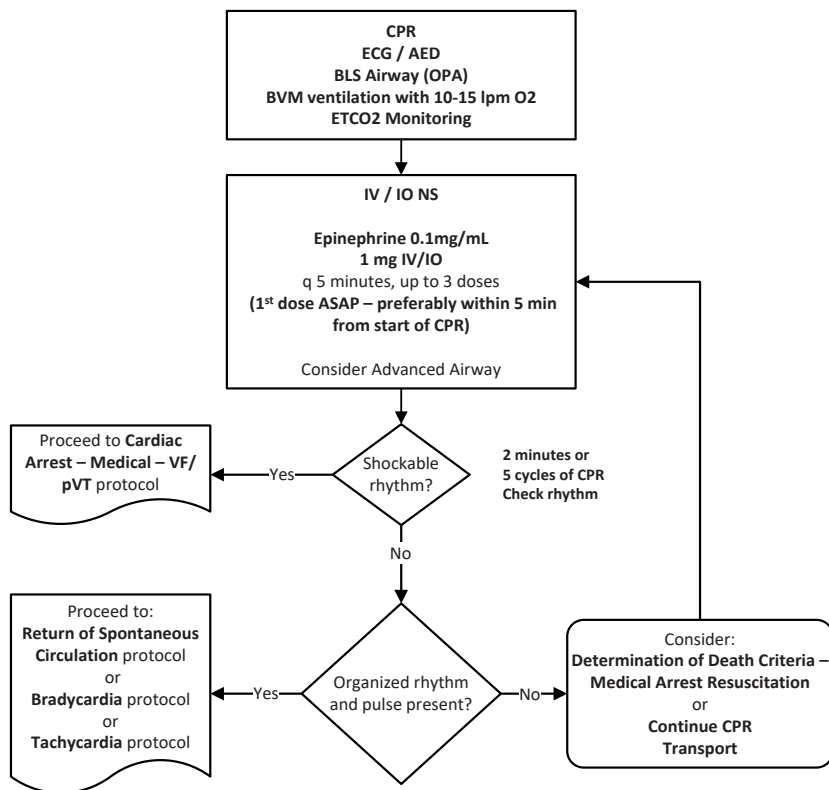 CPR
ECG / AED
BLS Airway (OPA)
BVM ventilation with 10-15 lpm O2
ETCO2 Monitoring
IV / IO NS
Epinephrine 0.1mg/mL
1 mg IV/IO
q 5 minutes, up to 3 doses
(1st dose ASAP – preferably within 5 min
from start of CPR)
Consider Advanced Airway
Proceed to Cardiac
Arrest – Medical – VF/
pVT protocol
Yes
Shockable
rhythm?
2 minutes or
5 cycles of CPR
Check rhythm
No
Proceed to:
Return of Spontaneous
Circulation protocol
or
Bradycardia protocol
or
Tachycardia protocol
Yes
Organized rhythm
and pulse present?
No
Consider:
Determination of Death Criteria –
Medical Arrest Resuscitation
or
Continue CPR
Transport